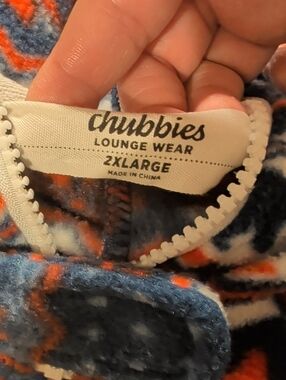 chubbies
LOUNGE WEAR
2XLARGE
MADE IN CHINA